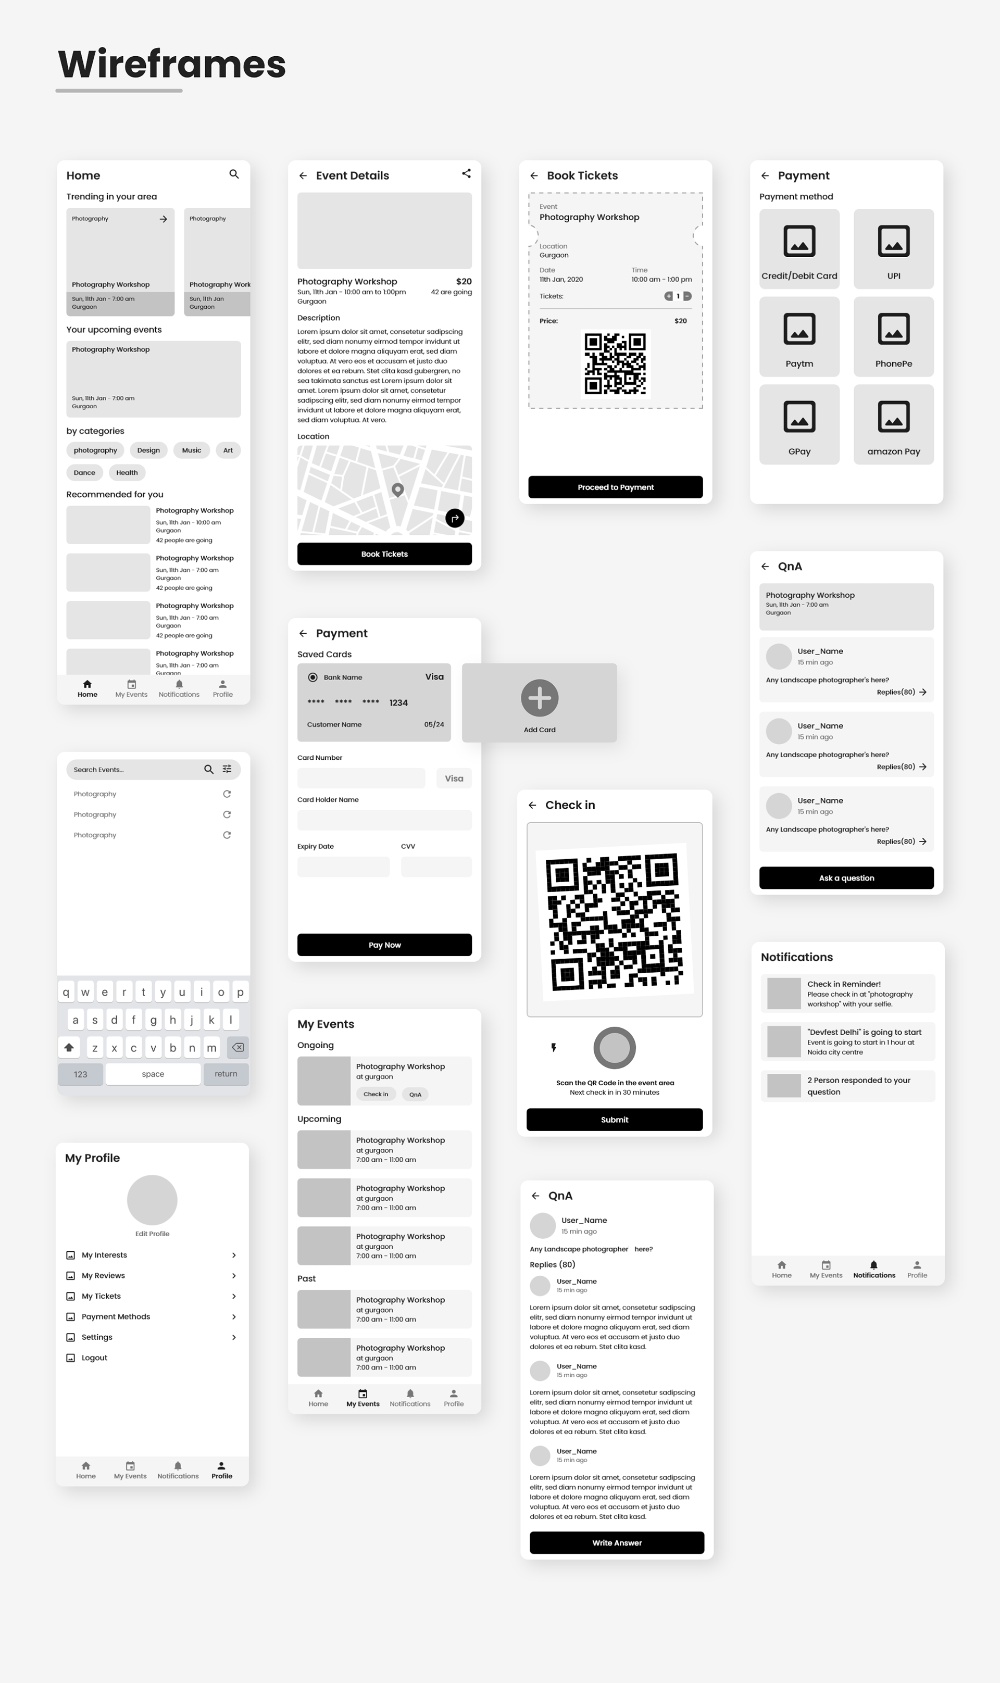 Wireframes
Home
Trending in your area
Photography
Photography
Photography Workshop
Photography Work
Sun, 11th Jan - 7:00 am
Gurgaon
Sun, 11th Jan
Gurgaon
Your upcoming events
Photography Workshop
Sun, 11th Jan - 7:00 am
Gurgaon
by categories
photography Design Music Art
Dance Health
Recommended for you
Photography Workshop
Sun, 11th Jan - 10:00 am
Gurgaon
42 people are going
Photography Workshop
Sun, 11th Jan - 7:00 am
Gurgaon
42 people are going
Photography Workshop
Sun, 11th Jan - 7:00 am
Gurgaon
42 people are going
Photography Workshop
Sun, 11th Jan - 7:00 am
Gurgaon
Home My Events Notifications Profile
Event Details
Photography Workshop $20
Sun, 11th Jan - 10:00 am to 1:00pm 42 are going
Gurgaon
Description
Lorem ipsum dolor sit amet, consetetur sadipscing
elitr, sed diam nonumy eirmod tempor invidunt ut
labore et dolore magna aliquyam erat, sed diam
voluptua. At vero eos et accusam et justo duo
dolores et ea rebum. Stet clita kasd gubergren, no
sea takimata sanctus est Lorem ipsum dolor sit
amet. Lorem ipsum dolor sit amet, consetetur
sadipscing elitr, sed diam nonumy eirmod tempor
invidunt ut labore et dolore magna aliquyam erat,
sed diam voluptua. At vero.
Location
Book Tickets
Book Tickets
Event
Photography Workshop
Location
Gurgaon
Date Time
11th Jan, 2020 10:00 am - 1:00 pm
Tickets: + 1 -
Price: $20
Proceed to Payment
Payment
Payment method
Credit/Debit Card UPI
Paytm PhonePe
GPay amazon Pay
QnA
Photography Workshop
Sun, 11th Jan - 7:00 am
Gurgaon
User_Name
15 min ago
Any Landscape photographer's here?
Replies(80)
User_Name
15 min ago
Any Landscape photographer's here?
Replies(80)
User_Name
15 min ago
Any Landscape photographer's here?
Replies(80)
Ask a question
Payment
Saved Cards
Bank Name Visa
**** **** **** 1234
Customer Name 05/24
Add Card
Card Number
Visa
Card Holder Name
Expiry Date CVV
Pay Now
Search Events...
Photography
Photography
Photography
q w e r t y u i o p
a s d f g h j k l
z x c v b n m
123 space return
Check in
Scan the QR Code in the event area
Next check in in 30 minutes
Submit
Notifications
Check in Reminder!
Please check in at "photography
workshop" with your selfie.
"Devfest Delhi" is going to start
Event is going to start in 1 hour at
Noida city centre
2 Person responded to your
question
Home My Events Notifications Profile
My Events
Ongoing
Photography Workshop
at gurgaon
Check in QnA
Upcoming
Photography Workshop
at gurgaon
7:00 am - 11:00 am
Photography Workshop
at gurgaon
7:00 am - 11:00 am
Photography Workshop
at gurgaon
7:00 am - 11:00 am
Past
Photography Workshop
at gurgaon
7:00 am - 11:00 am
Photography Workshop
at gurgaon
7:00 am - 11:00 am
Home My Events Notifications Profile
My Profile
Edit Profile
My Interests
My Reviews
My Tickets
Payment Methods
Settings
Logout
Home My Events Notifications Profile
QnA
User_Name
15 min ago
Any Landscape photographer here?
Replies (80)
User_Name
15 min ago
Lorem ipsum dolor sit amet, consetetur sadipscing
elitr, sed diam nonumy eirmod tempor invidunt ut
labore et dolore magna aliquyam erat, sed diam
voluptua. At vero eos et accusam et justo duo
dolores et ea rebum. Stet clita kasd.
User_Name
15 min ago
Lorem ipsum dolor sit amet, consetetur sadipscing
elitr, sed diam nonumy eirmod tempor invidunt ut
labore et dolore magna aliquyam erat, sed diam
voluptua. At vero eos et accusam et justo duo
dolores et ea rebum. Stet clita kasd.
User_Name
15 min ago
Lorem ipsum dolor sit amet, consetetur sadipscing
elitr, sed diam nonumy eirmod tempor invidunt ut
labore et dolore magna aliquyam erat, sed diam
voluptua. At vero eos et accusam et justo duo
dolores et ea rebum. Stet clita kasd.
Write Answer